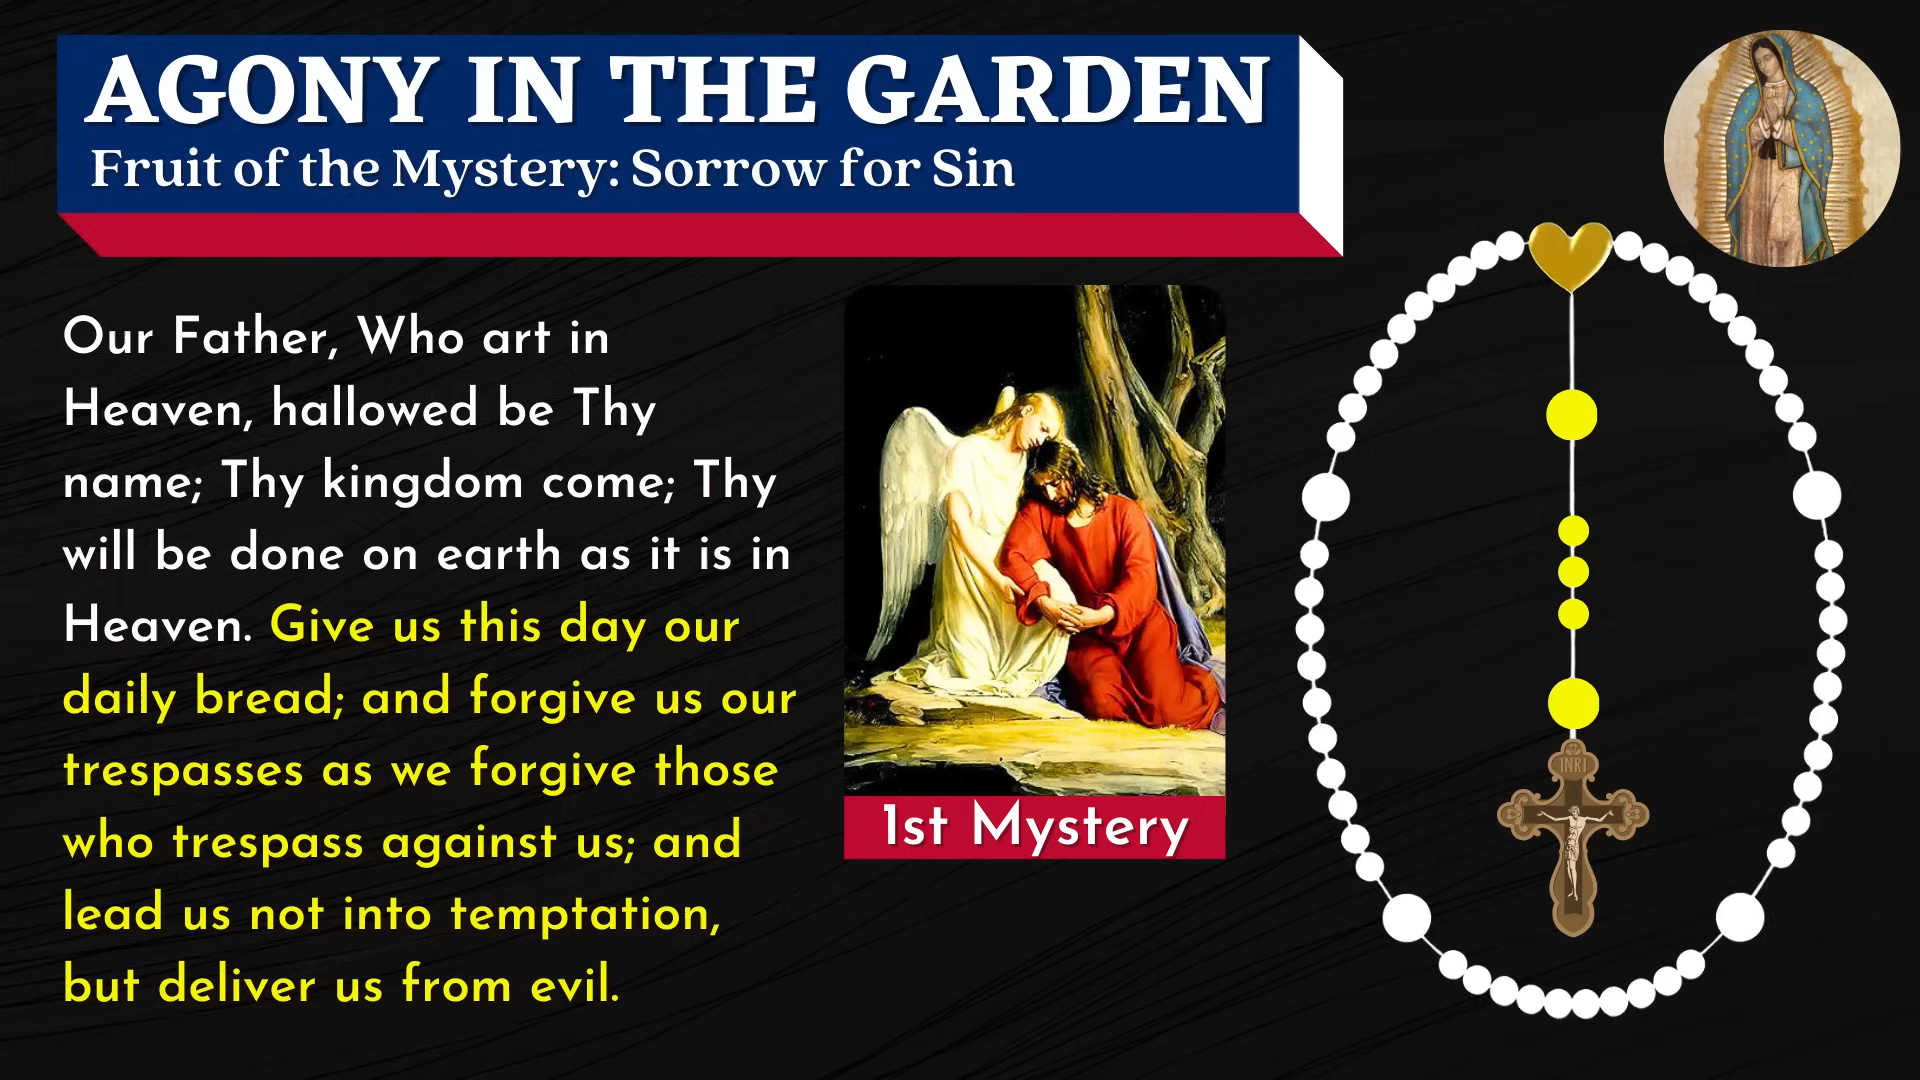 AGONY IN THE GARDEN
Fruit of the Mystery: Sorrow for Sin
Our Father, Who art in
Heaven, hallowed be Thy
name; Thy kingdom come; Thy
will be done on earth as it is in
Heaven. Give us this day our
daily bread; and forgive us our
trespasses as we forgive those
who trespass against us; and
lead us not into temptation,
but deliver us from evil.
1st Mystery
INRI